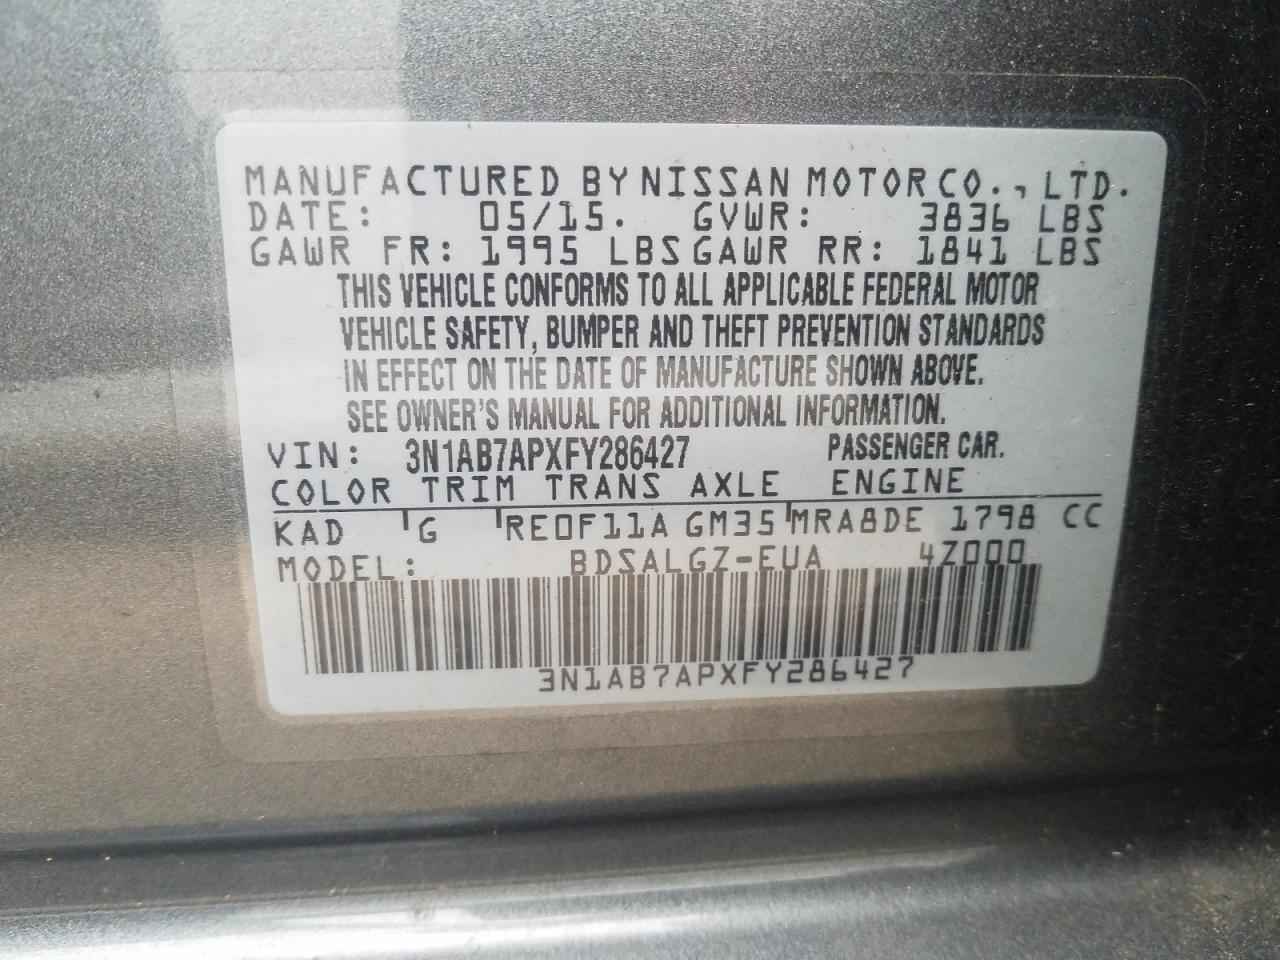 MANUFACTURED BY NISSAN MOTOR CO., LTD.
DATE: 05/15. GVWR: 3836 LBS
GAWR FR: 1995 LBS GAWR RR: 1841 LBS
THIS VEHICLE CONFORMS TO ALL APPLICABLE FEDERAL MOTOR
VEHICLE SAFETY, BUMPER AND THEFT PREVENTION STANDARDS
IN EFFECT ON THE DATE OF MANUFACTURE SHOWN ABOVE.
SEE OWNER'S MANUAL FOR ADDITIONAL INFORMATION.
VIN: 3N1AB7APXFY286427 PASSENGER CAR.
COLOR TRIM TRANS AXLE ENGINE
KAD G RE0F11A GM35 MRA8DE 1798 CC
MODEL: BDSALGZ-EUA 4Z000
3N1AB7APXFY286427